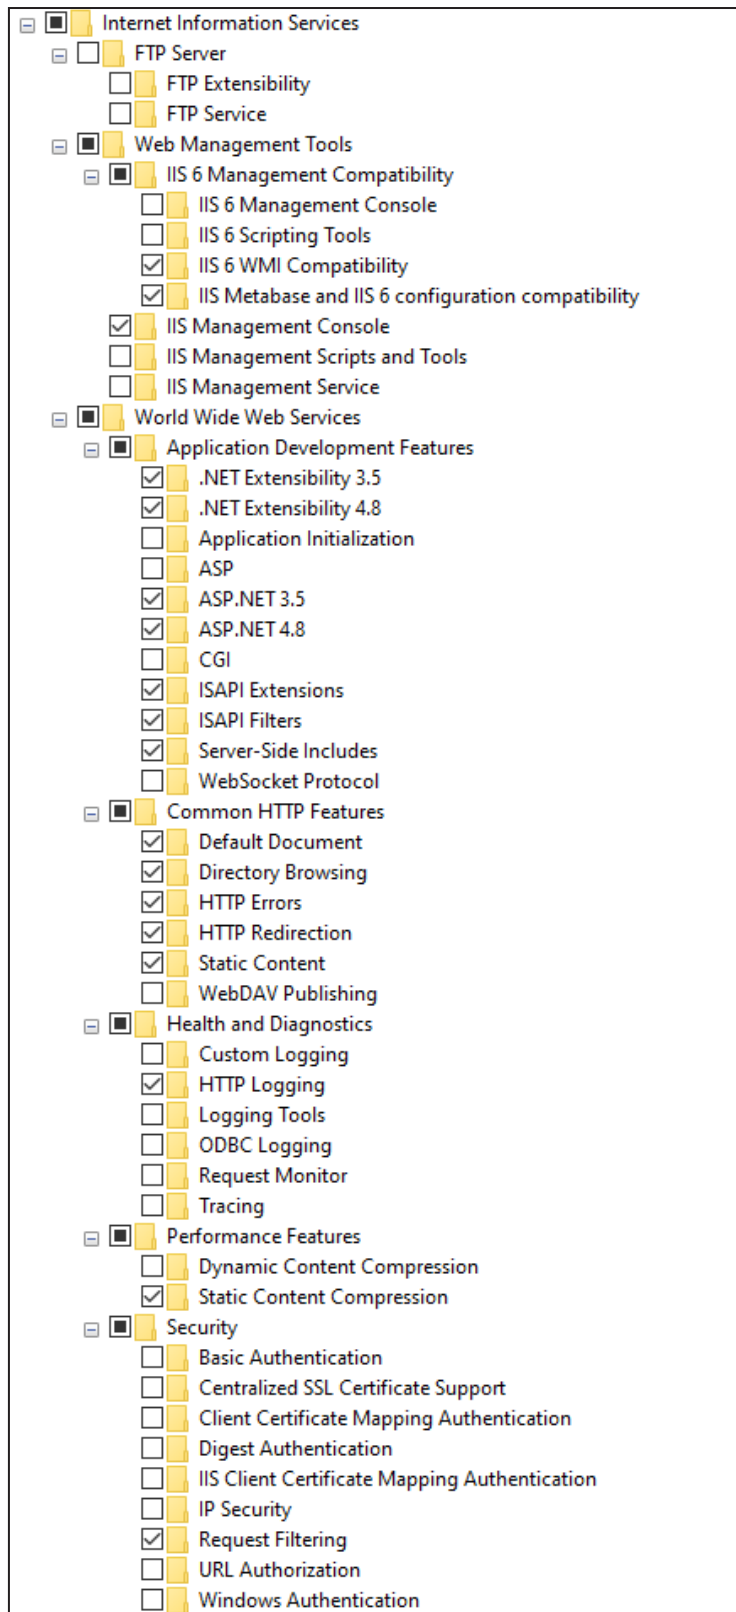 Internet Information Services
FTP Server
FTP Extensibility
FTP Service
Web Management Tools
IIS 6 Management Compatibility
IIS 6 Management Console
IIS 6 Scripting Tools
IIS 6 WMI Compatibility
IIS Metabase and IIS 6 configuration compatibility
IIS Management Console
IIS Management Scripts and Tools
IIS Management Service
World Wide Web Services
Application Development Features
.NET Extensibility 3.5
.NET Extensibility 4.8
Application Initialization
ASP
ASP.NET 3.5
ASP.NET 4.8
CGI
ISAPI Extensions
ISAPI Filters
Server-Side Includes
WebSocket Protocol
Common HTTP Features
Default Document
Directory Browsing
HTTP Errors
HTTP Redirection
Static Content
WebDAV Publishing
Health and Diagnostics
Custom Logging
HTTP Logging
Logging Tools
ODBC Logging
Request Monitor
Tracing
Performance Features
Dynamic Content Compression
Static Content Compression
Security
Basic Authentication
Centralized SSL Certificate Support
Client Certificate Mapping Authentication
Digest Authentication
IIS Client Certificate Mapping Authentication
IP Security
Request Filtering
URL Authorization
Windows Authentication